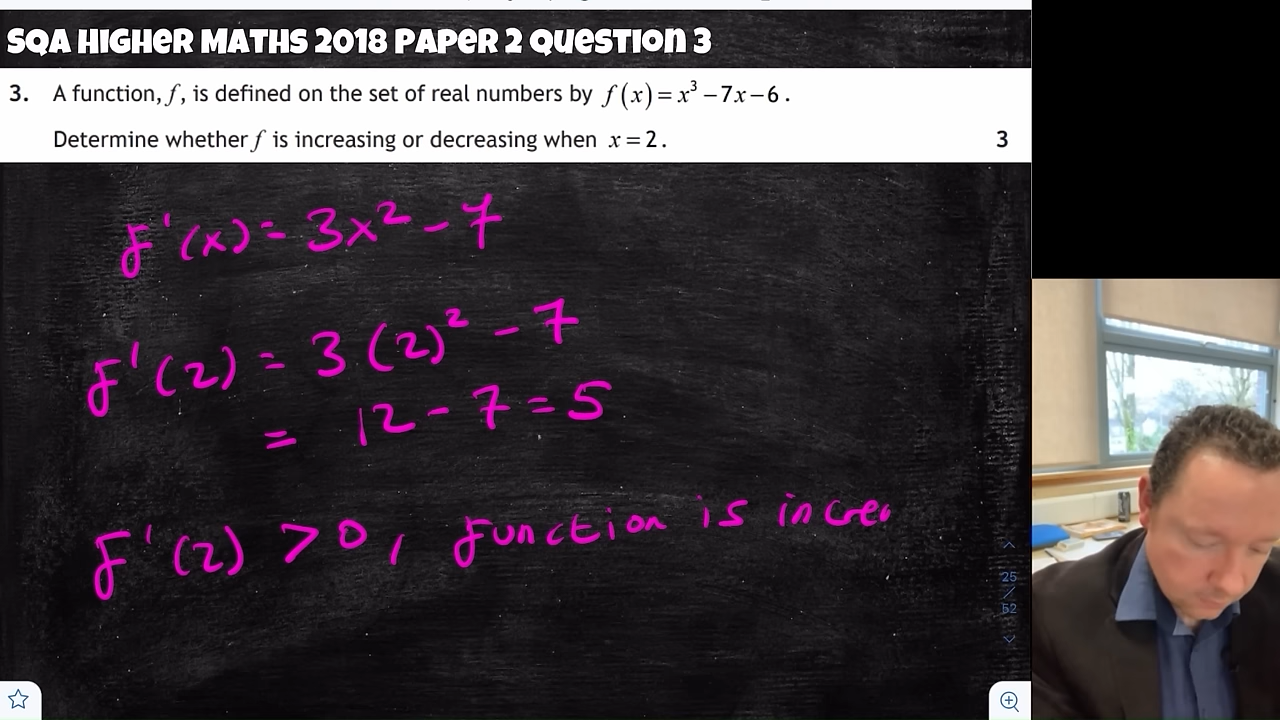 SQA Higher Maths 2018 Paper 2 Question 3
3. A function, f, is defined on the set of real numbers by f(x) = x³ – 7x – 6.
Determine whether f is increasing or decreasing when x = 2. 3
f'(x) = 3x² - 7
f'(2) = 3(2)² - 7
= 12 - 7 = 5
f'(2) > 0, function is increa
25
/
52